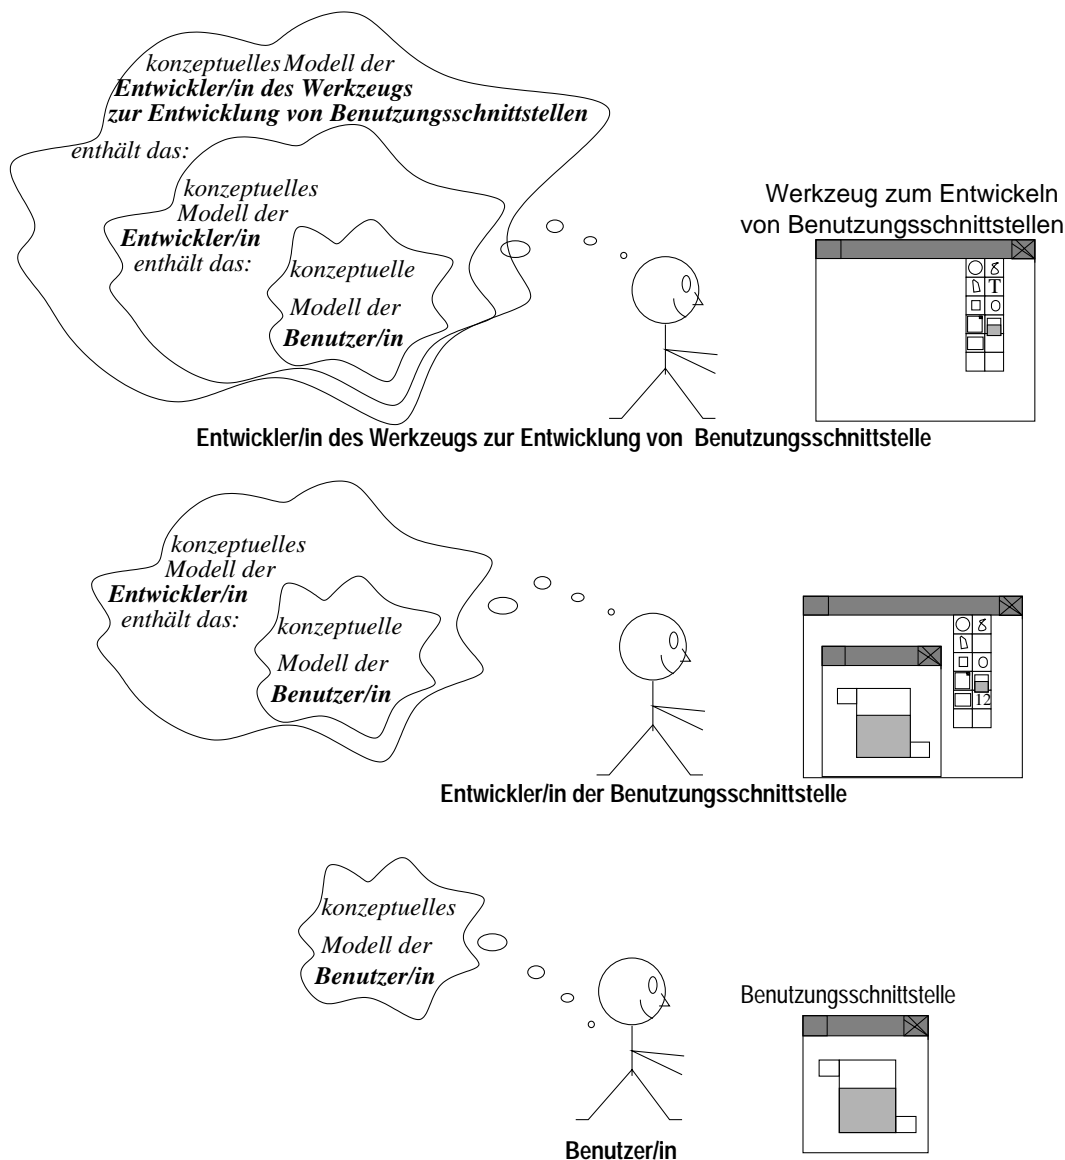 konzeptuelles Modell der
Entwickler/in des Werkzeugs
zur Entwicklung von Benutzungsschnittstellen
enthält das:
konzeptuelles
Modell der
Entwickler/in
enthält das:
konzeptuelle
Modell der
Benutzer/in
Werkzeug zum Entwickeln
von Benutzungsschnittstellen
T
Entwickler/in des Werkzeugs zur Entwicklung von Benutzungsschnittstelle
konzeptuelles
Modell der
Entwickler/in
enthält das:
konzeptuelle
Modell der
Benutzer/in
12
Entwickler/in der Benutzungsschnittstelle
konzeptuelles
Modell der
Benutzer/in
Benutzungsschnittstelle
Benutzer/in